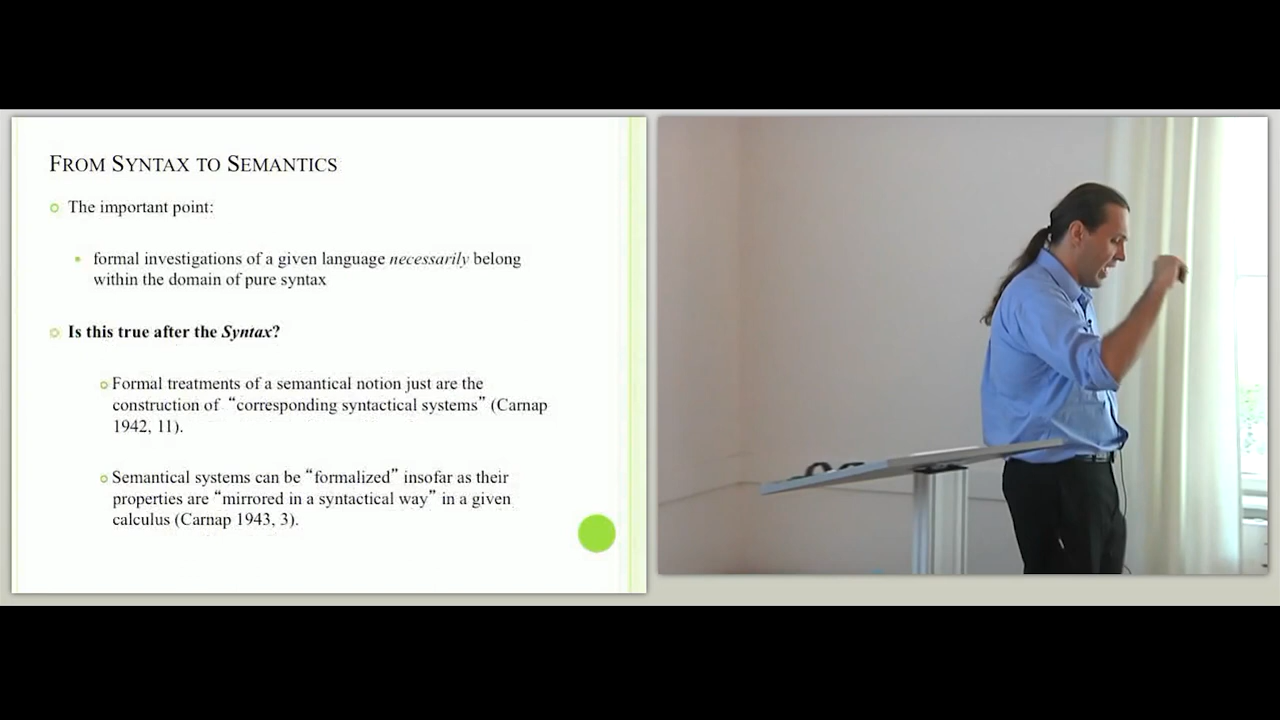 FROM SYNTAX TO SEMANTICS
The important point:
formal investigations of a given language necessarily belong
within the domain of pure syntax
Is this true after the Syntax?
Formal treatments of a semantical notion just are the
construction of “corresponding syntactical systems” (Carnap
1942, 11).
Semantical systems can be “formalized” insofar as their
properties are “mirrored in a syntactical way” in a given
calculus (Carnap 1943, 3).